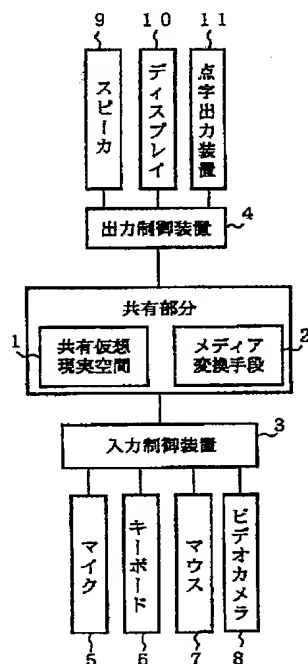 9
10
11
スピーカ
ディスプレイ
点字出力装置
出力制御装置
4
共有部分
1
共有仮想
現実空間
メディア
変換手段
2
入力制御装置
3
マイク
キーボード
マウス
ビデオカメラ
5
6
7
8